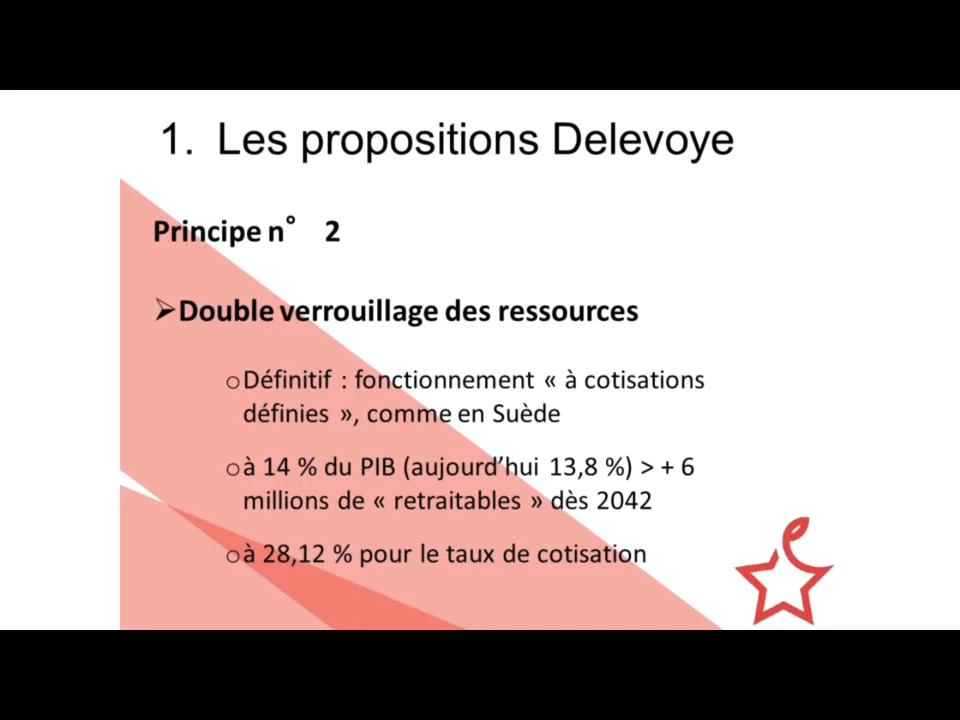 1. Les propositions Delevoye
Principe n° 2
➢Double verrouillage des ressources
oDéfinitif : fonctionnement « à cotisations
définies », comme en Suède
oà 14 % du PIB (aujourd’hui 13,8 %) > + 6
millions de « retraitables » dès 2042
oà 28,12 % pour le taux de cotisation